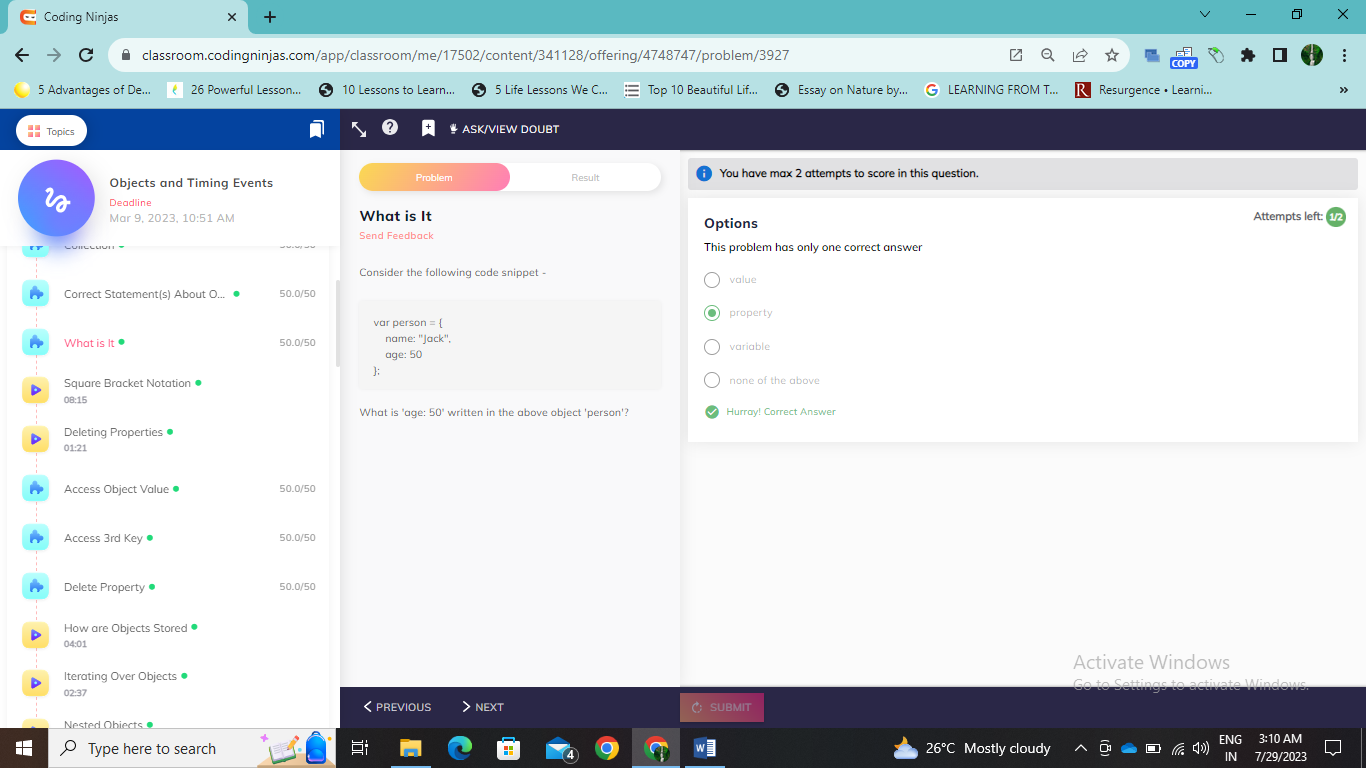 Coding Ninjas
classroom.codingninjas.com/app/classroom/me/17502/content/341128/offering/4748747/problem/3927
COPY
5 Advantages of De...
26 Powerful Lesson...
10 Lessons to Learn...
5 Life Lessons We C...
Top 10 Beautiful Lif...
Essay on Nature by...
LEARNING FROM T...
Resurgence • Learni...
»
Topics
ASK/VIEW DOUBT
Objects and Timing Events
Deadline
Mar 9, 2023, 10:51 AM
Collection 50.0/50
Correct Statement(s) About O... 50.0/50
What is It 50.0/50
Square Bracket Notation
08:15
Deleting Properties
01:21
Access Object Value 50.0/50
Access 3rd Key 50.0/50
Delete Property 50.0/50
How are Objects Stored
04:01
Iterating Over Objects
02:37
Nested Objects
Problem
Result
What is It
Send Feedback
Consider the following code snippet -
var person = {
name: "Jack",
age: 50
};
What is 'age: 50' written in the above object 'person'?
You have max 2 attempts to score in this question.
Options
Attempts left: 1/2
This problem has only one correct answer
value
property
variable
none of the above
Hurray! Correct Answer
Activate Windows
Go to Settings to activate Windows.
PREVIOUS
NEXT
SUBMIT
Type here to search
4
26°C Mostly cloudy
ENG
IN
3:10 AM
7/29/2023